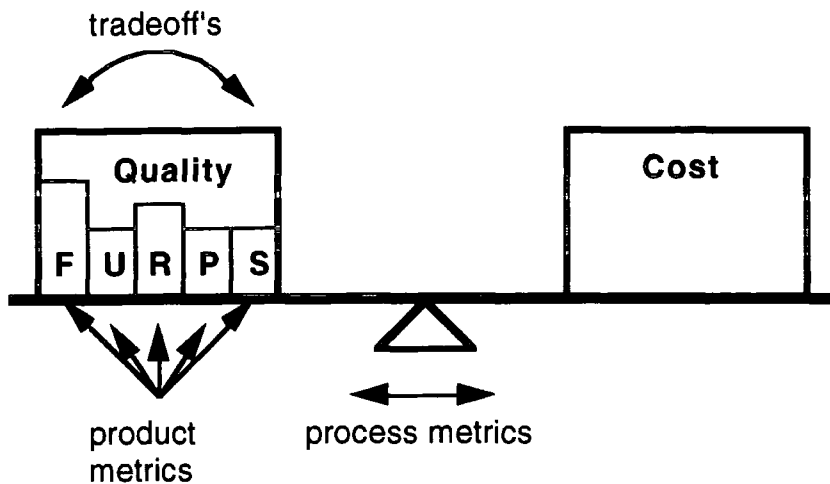 tradeoff's
Quality
Cost
F U R P S
product
metrics
process metrics